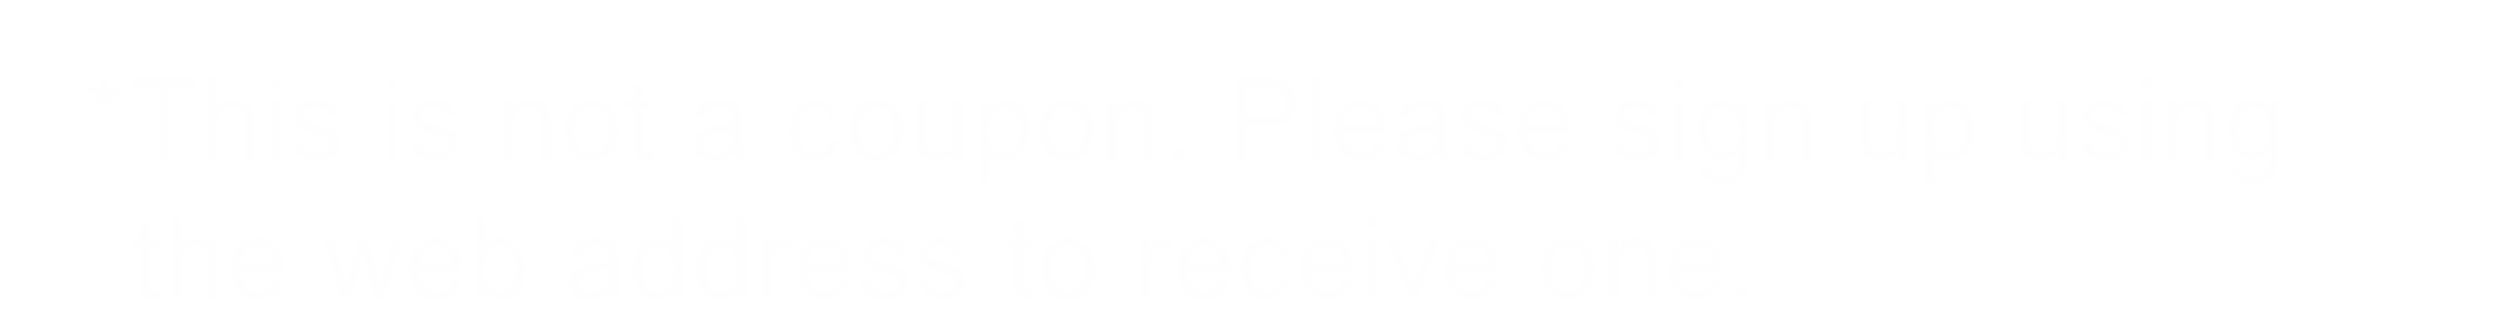 *This is not a coupon. Please sign up using
the web address to receive one.